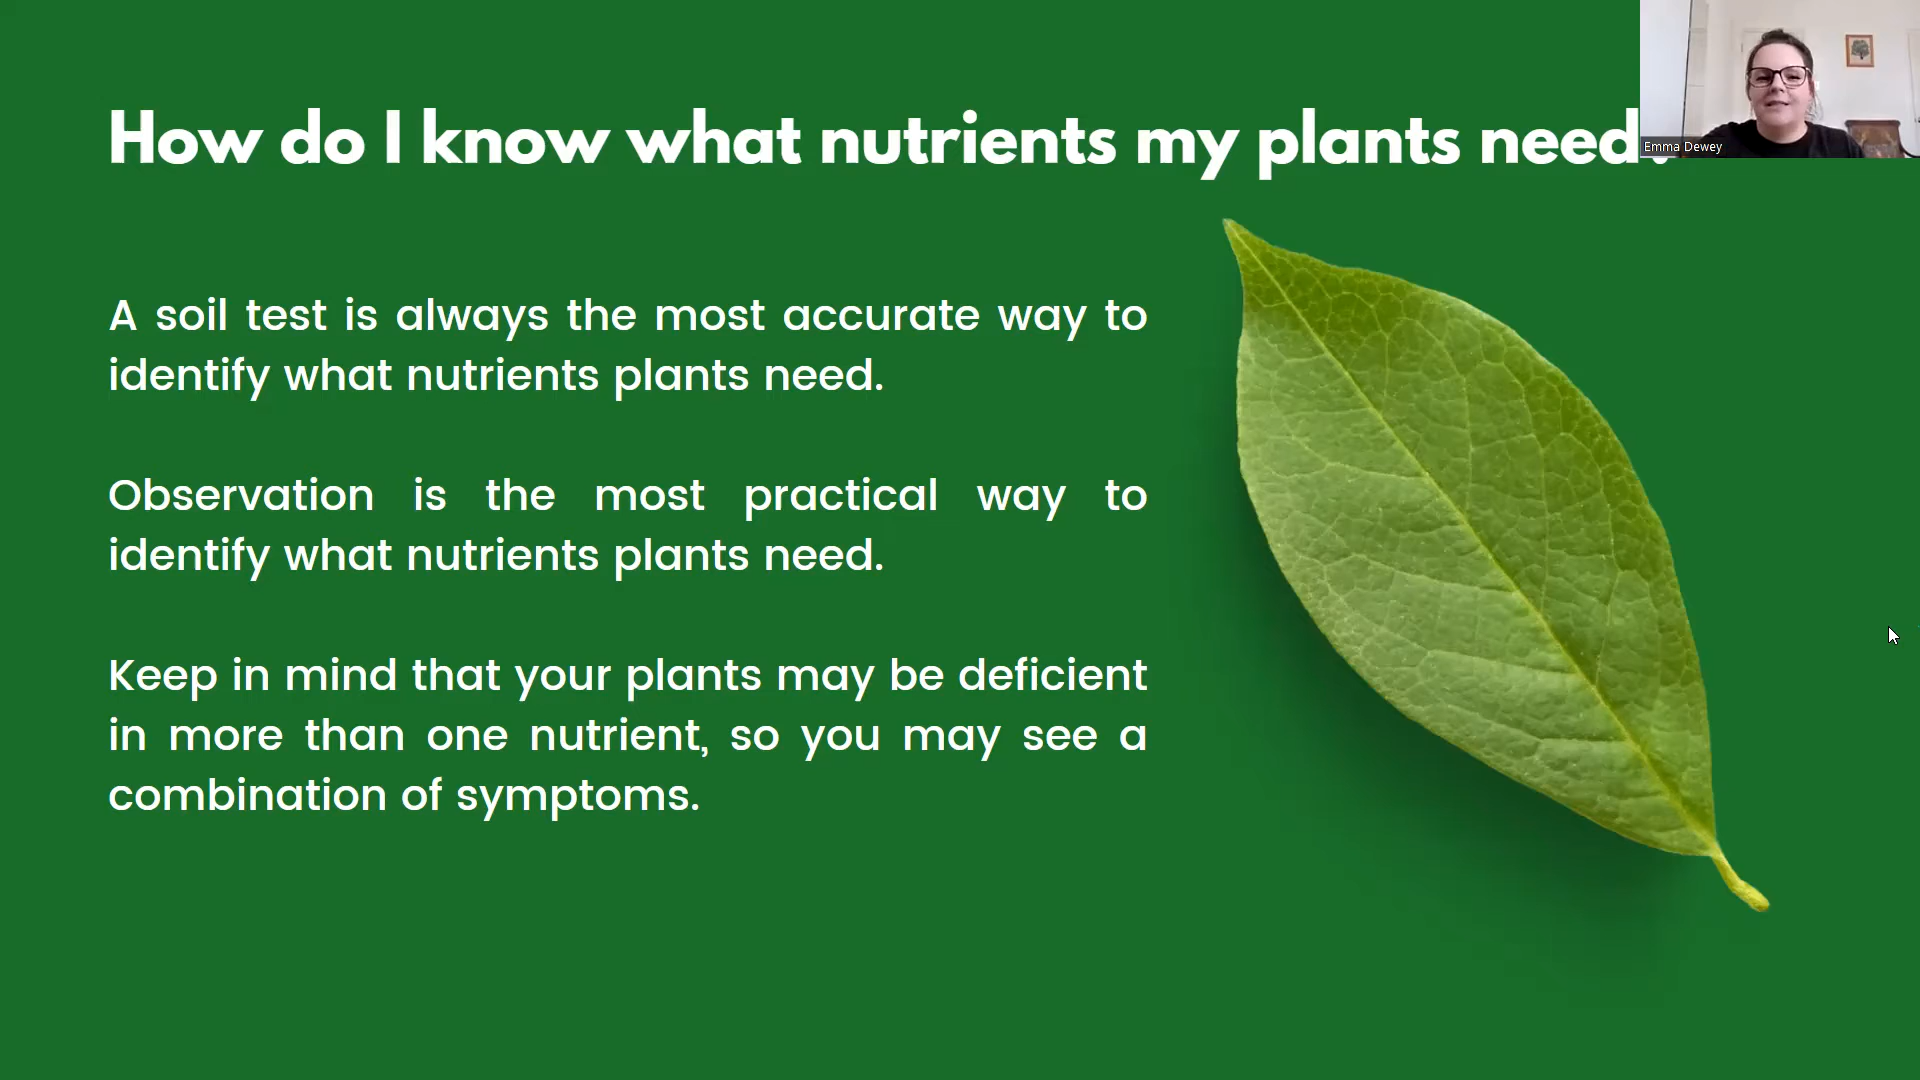 How do I know what nutrients my plants need?
Emma Dewey
A soil test is always the most accurate way to
identify what nutrients plants need.
Observation is the most practical way to
identify what nutrients plants need.
Keep in mind that your plants may be deficient
in more than one nutrient, so you may see a
combination of symptoms.